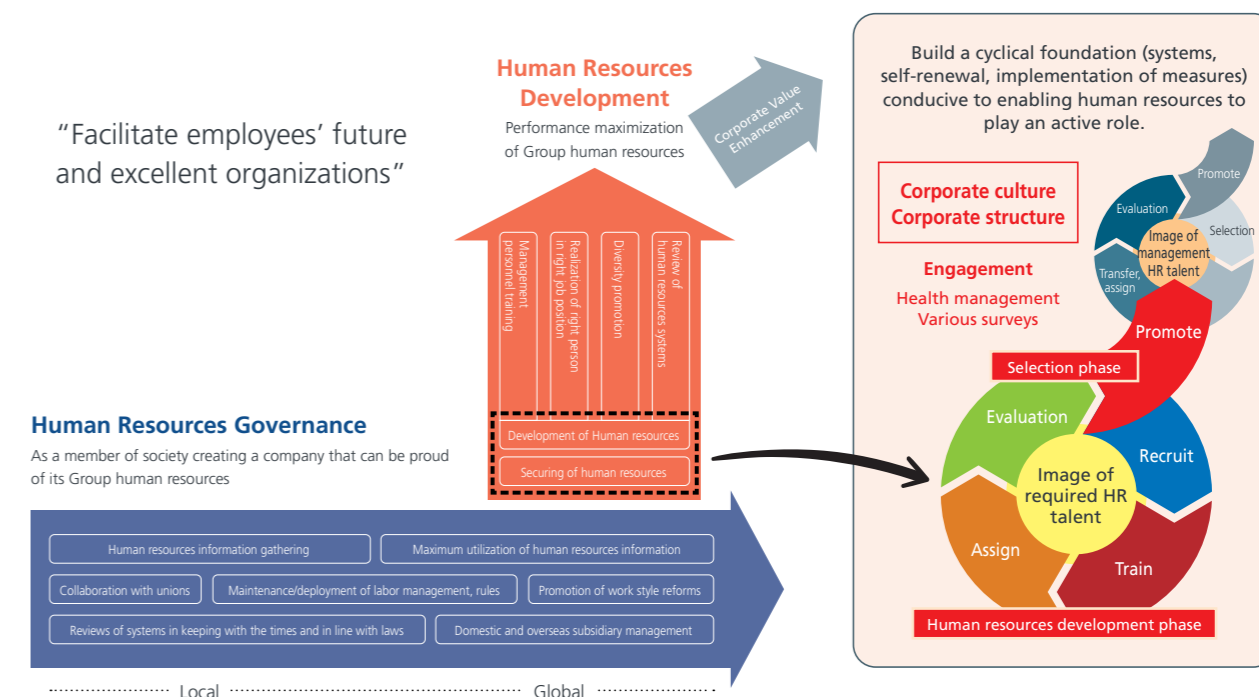 “Facilitate employees’ future
and excellent organizations”
Human Resources
Development
Performance maximization
of Group human resources
Corporate Value
Enhancement
Management
personnel training
Realization of right person
in right job position
Diversity promotion
Review of
human resources systems
Development of Human resources
Securing of human resources
Human Resources Governance
As a member of society creating a company that can be proud
of its Group human resources
Human resources information gathering
Maximum utilization of human resources information
Collaboration with unions
Maintenance/deployment of labor management, rules
Promotion of work style reforms
Reviews of systems in keeping with the times and in line with laws
Domestic and overseas subsidiary management
Local
Global
Build a cyclical foundation (systems,
self-renewal, implementation of measures)
conducive to enabling human resources to
play an active role.
Corporate culture
Corporate structure
Engagement
Health management
Various surveys
Promote
Evaluation
Selection
Image of
management
HR talent
Transfer,
assign
Promote
Selection phase
Evaluation
Recruit
Image of
required HR
talent
Assign
Train
Human resources development phase